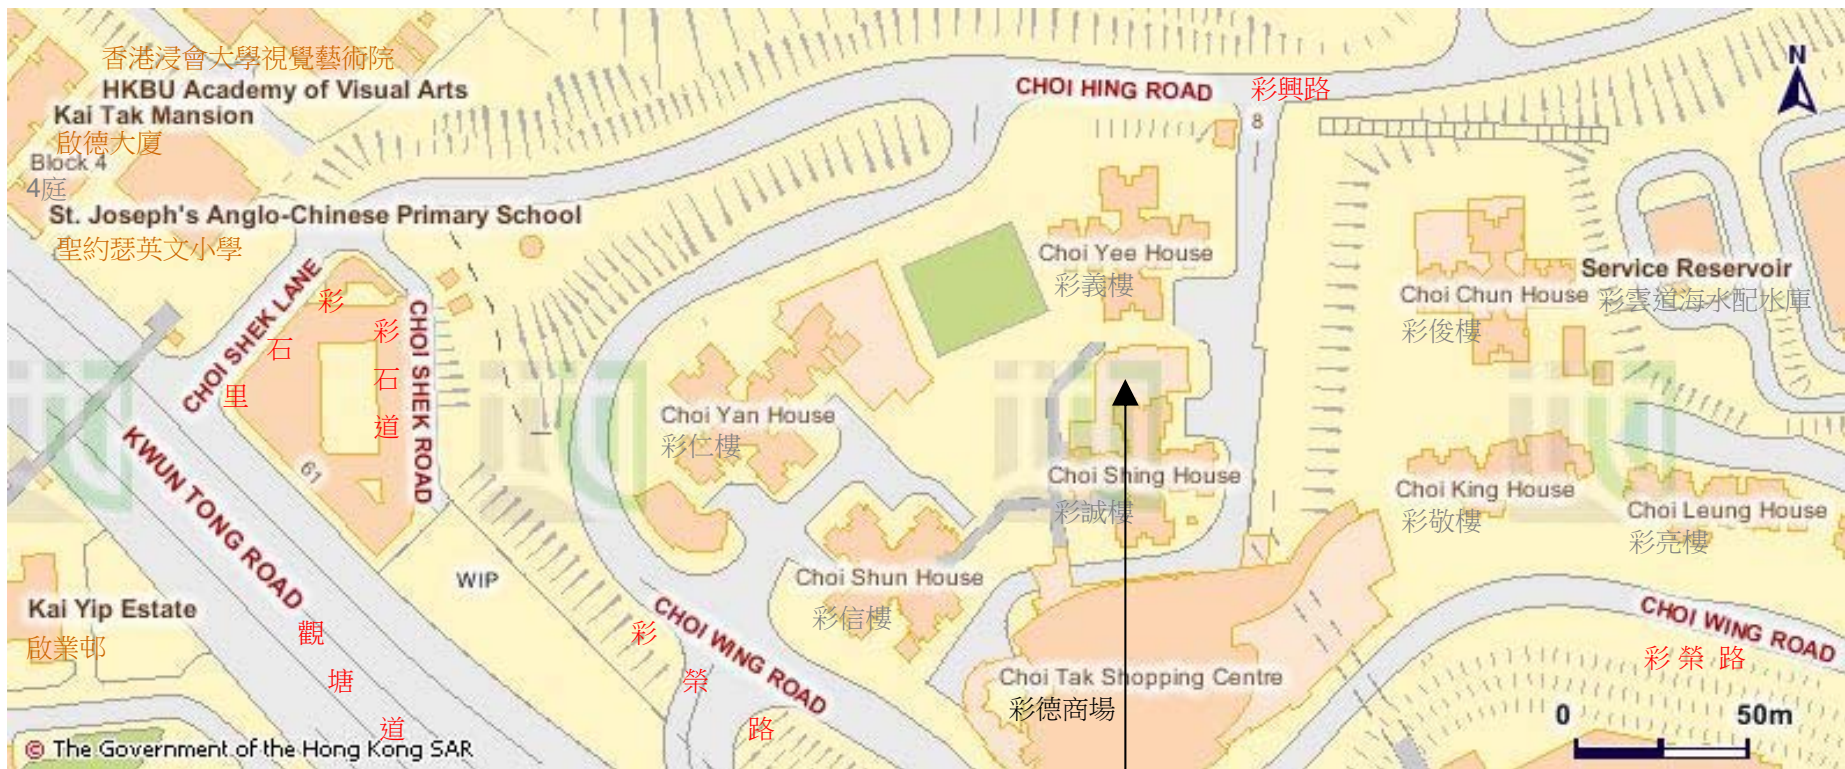 香港浸會大學視覺藝術院
HKBU Academy of Visual Arts
Kai Tak Mansion
啟德大廈
Block 4
4庭
St. Joseph's Anglo-Chinese Primary School
聖約瑟英文小學
CHOI HING ROAD 彩興路
8
N
Choi Yee House
彩義樓
Service Reservoir
彩雲道海水配水庫
Choi Chun House
彩俊樓
CHOI SHEK LANE
彩石里
CHOI SHEK ROAD
彩石道
61
KWUN TONG ROAD
觀塘道
Choi Yan House
彩仁樓
Choi Shing House
彩誠樓
Choi King House
彩敬樓
Choi Leung House
彩亮樓
WIP
Choi Shun House
彩信樓
Kai Yip Estate
啟業邨
CHOI WING ROAD
彩榮路
CHOI WING ROAD
彩榮路
Choi Tak Shopping Centre
彩德商場
0 50m
© The Government of the Hong Kong SAR